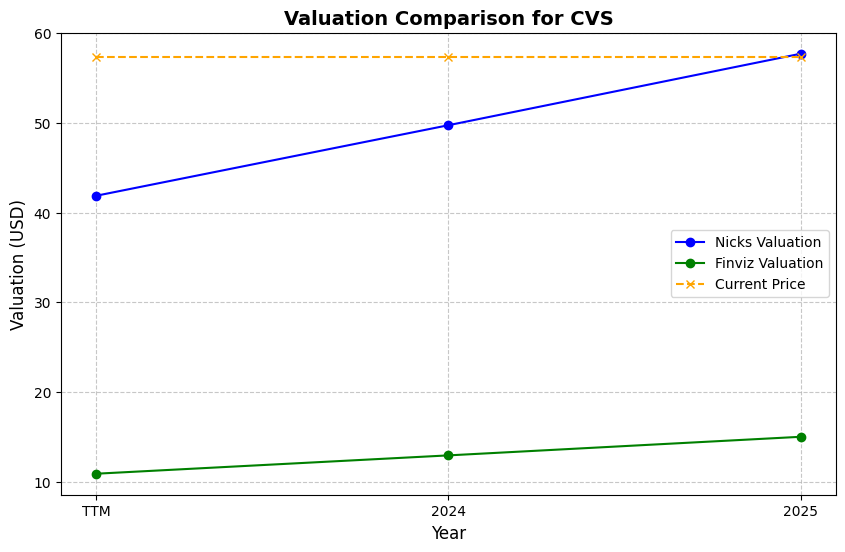 Valuation Comparison for CVS
60
50
40
30
20
10
Valuation (USD)
Nicks Valuation
Finviz Valuation
Current Price
TTM
2024
2025
Year